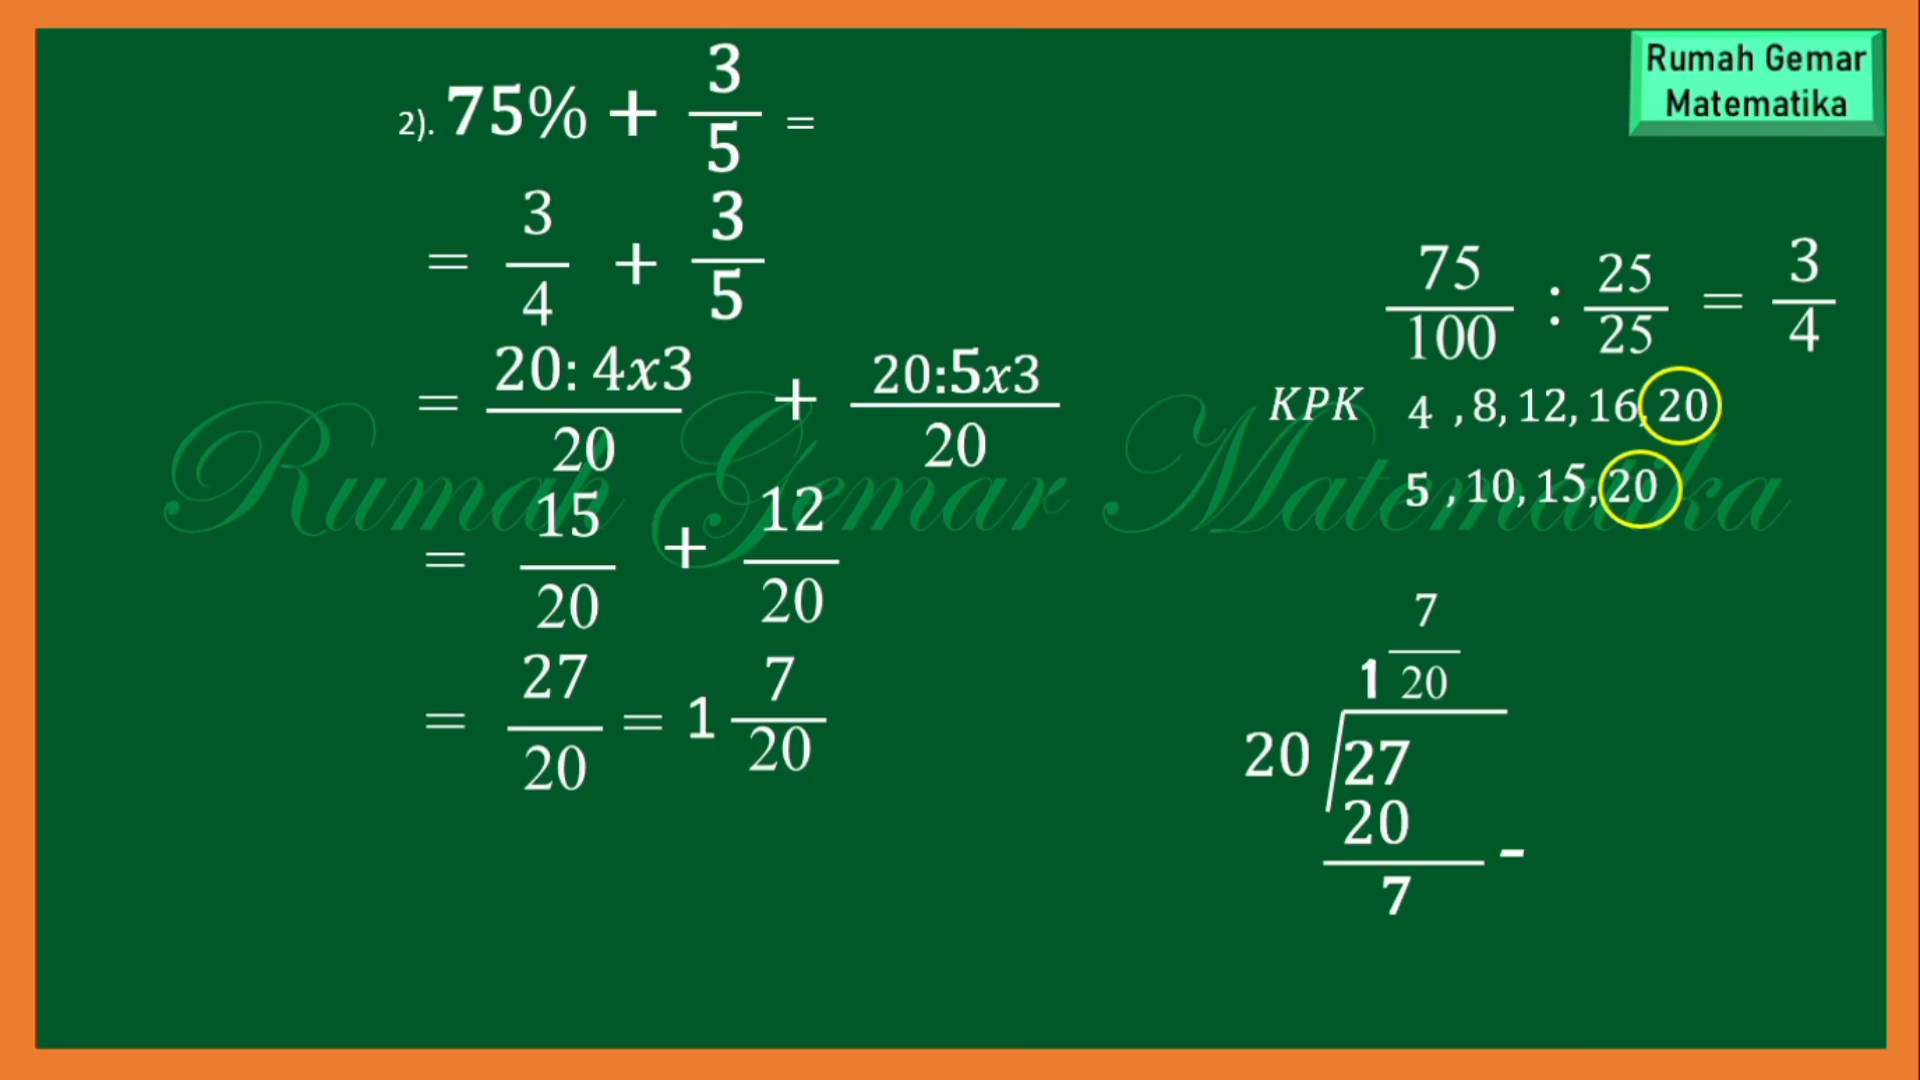 Rumah Gemar
Matematika
2). 75% + 3/5 =
= 3/4 + 3/5
= 20: 4x3/20 + 20:5x3/20
= 15/20 + 12/20
= 27/20 = 1 7/20
75/100 : 25/25 = 3/4
KPK 4 , 8, 12, 16, 20
5 , 10, 15, 20
1 7/20
20 27
20 -
7
Rumah Gemar Matematika